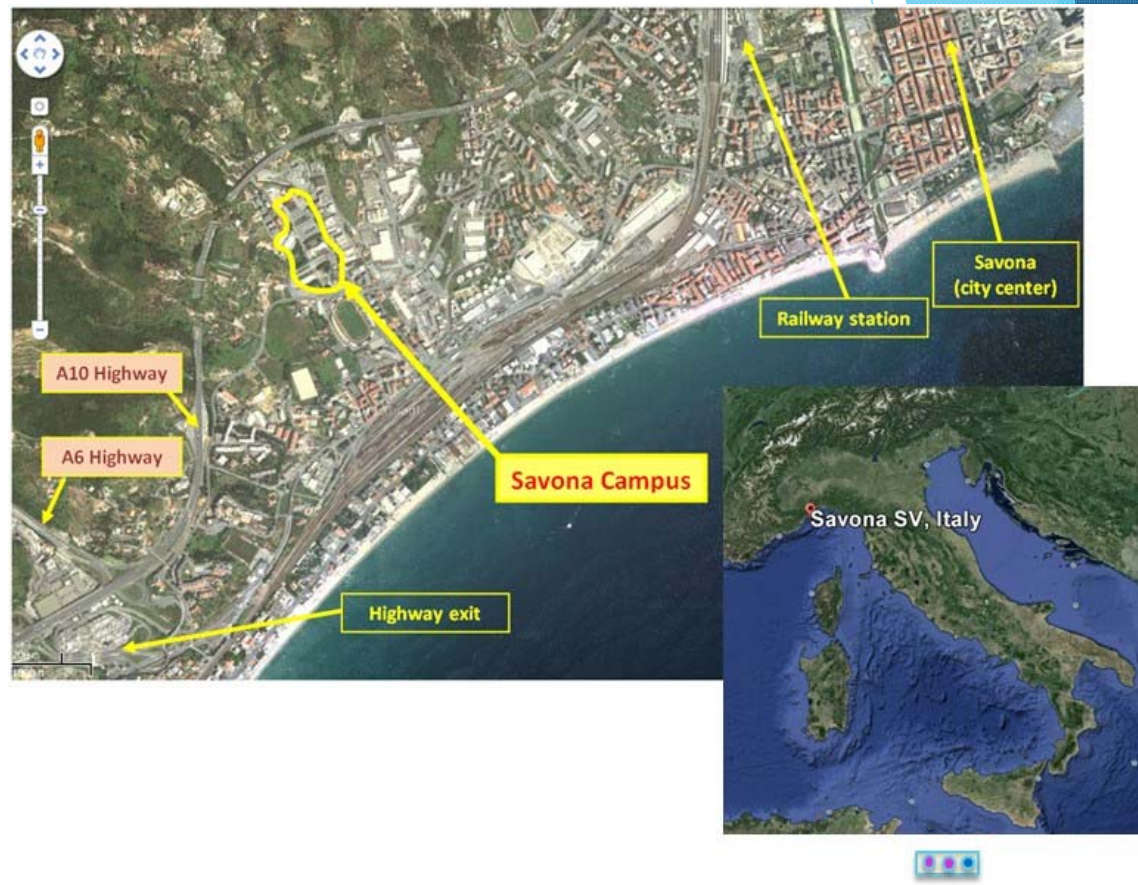 Savona
(city center)
Railway station
A10 Highway
A6 Highway
Savona Campus
Savona SV, Italy
Highway exit